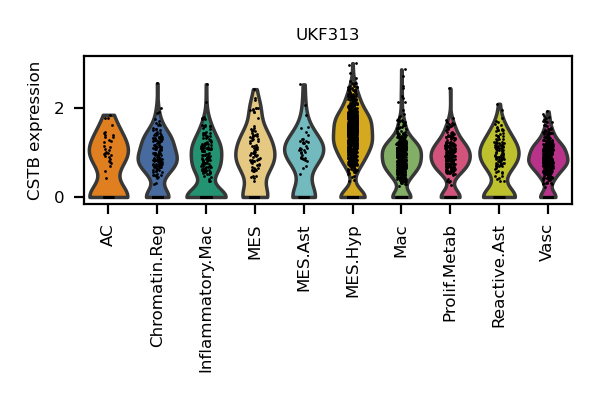 UKF313
CSTB expression
2
0
AC
Chromatin.Reg
Inflammatory.Mac
MES
MES.Ast
MES.Hyp
Mac
Prolif.Metab
Reactive.Ast
Vasc